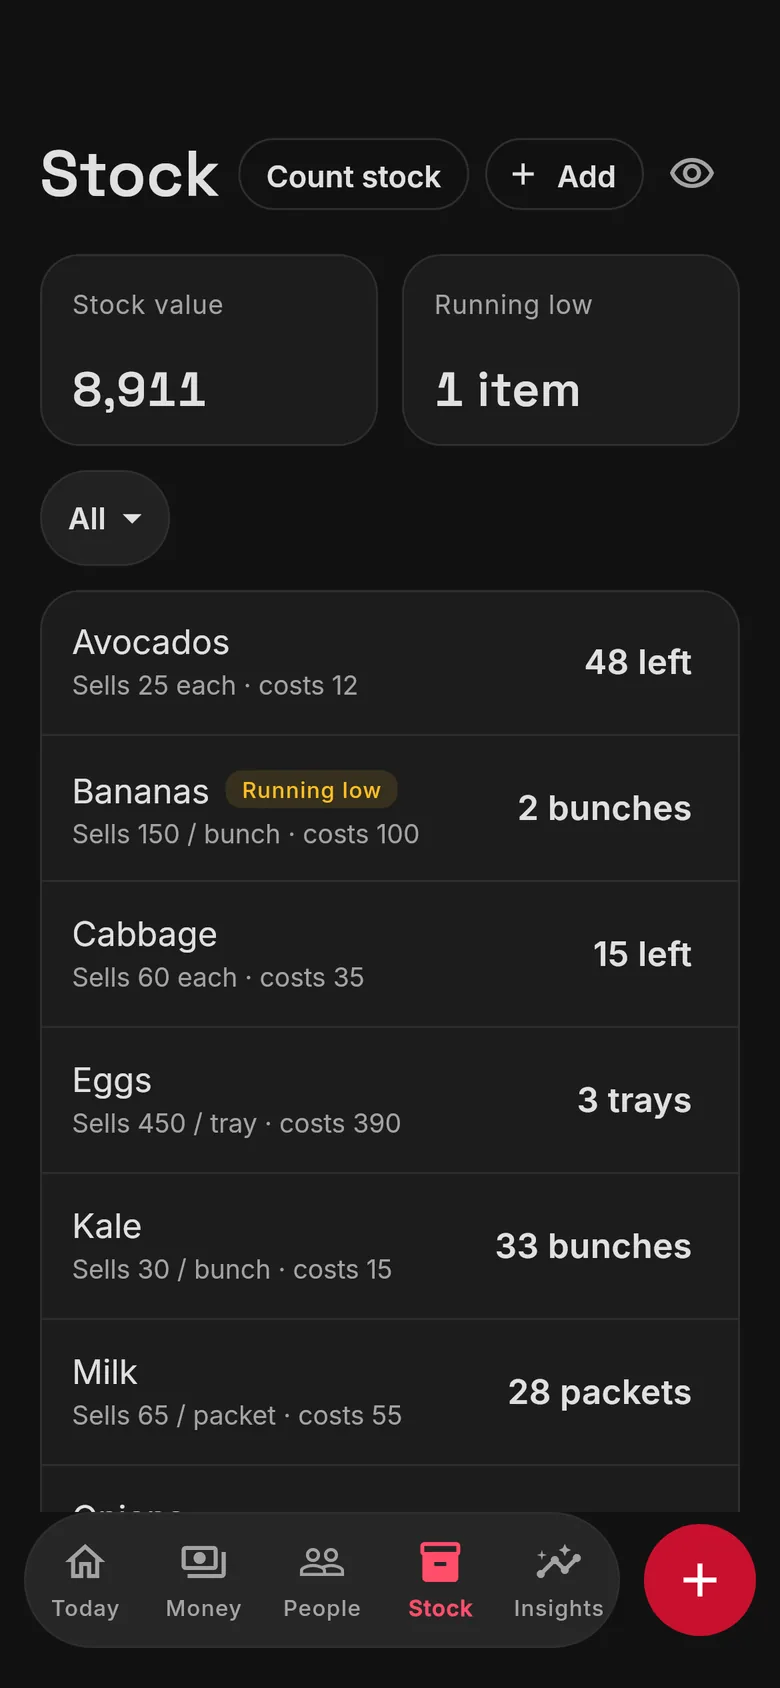 Stock
Count stock
+ Add
Stock value
8,911
Running low
1 item
All
Avocados
Sells 25 each · costs 12
48 left
Bananas
Running low
Sells 150 / bunch · costs 100
2 bunches
Cabbage
Sells 60 each · costs 35
15 left
Eggs
Sells 450 / tray · costs 390
3 trays
Kale
Sells 30 / bunch · costs 15
33 bunches
Milk
Sells 65 / packet · costs 55
28 packets
Today
Money
People
Stock
Insights